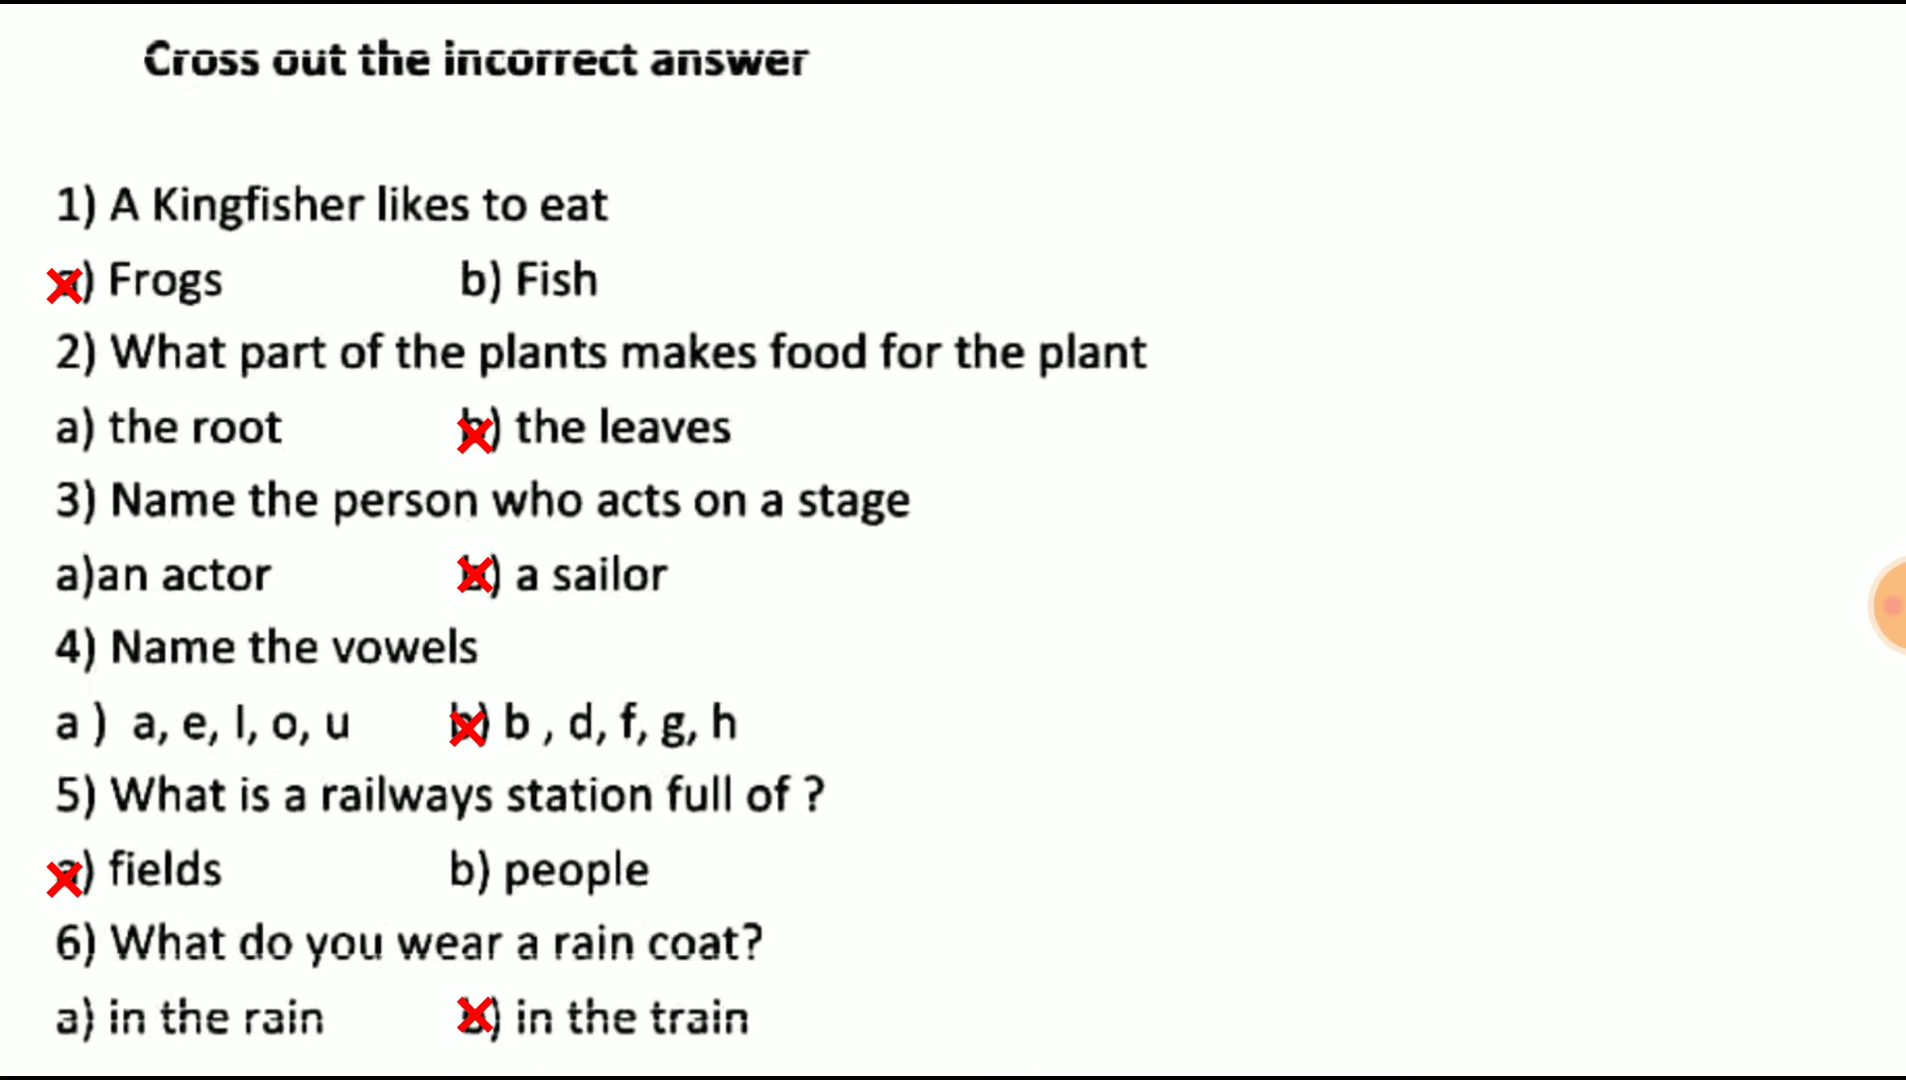 Cross out the incorrect answer
1) A Kingfisher likes to eat
a) Frogs b) Fish
2) What part of the plants makes food for the plant
a) the root b) the leaves
3) Name the person who acts on a stage
a)an actor b) a sailor
4) Name the vowels
a ) a, e, I, o, u b) b , d, f, g, h
5) What is a railways station full of ?
a) fields b) people
6) What do you wear a rain coat?
a) in the rain b) in the train